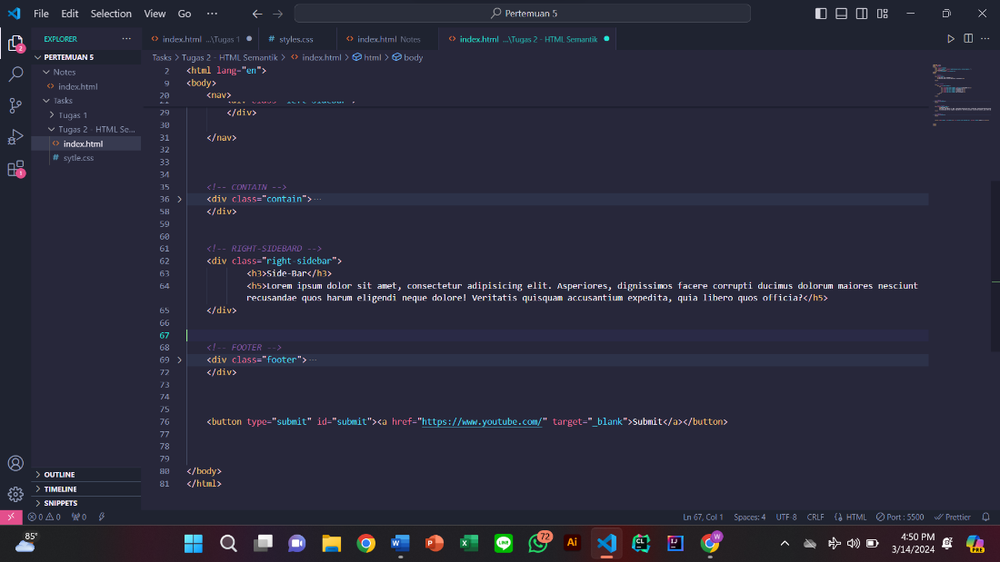 File Edit Selection View Go ··· Pertemuan 5
EXPLORER ···
index.html ...\Tugas 1 styles.css index.html Notes index.html ...\Tugas 2 - HTML Semantik
PERTEMUAN 5
Notes
index.html
Tasks
Tugas 1
Tugas 2 - HTML Se...
index.html
sytle.css
OUTLINE
TIMELINE
SNIPPETS
Tasks > Tugas 2 - HTML Semantik > index.html > html > body
2 <html lang="en">
9 <body>
20 <nav>
29 </div>
30
31 </nav>
32
33
34
35 <!-- CONTAIN -->
36 <div class="contain">···
58 </div>
59
60
61 <!-- RIGHT-SIDEBARD -->
62 <div class="right-sidebar">
63 <h3>Side-Bar</h3>
64 <h5>Lorem ipsum dolor sit amet, consectetur adipisicing elit. Asperiores, dignissimos facere corrupti ducimus dolorum maiores nesciunt
recusandae quos harum eligendi neque dolore! Veritatis quisquam accusantium expedita, quia libero quos officia?</h5>
65 </div>
66
67
68 <!-- FOOTER -->
69 <div class="footer">···
72 </div>
73
74
75
76 <button type="submit" id="submit"><a href="https://www.youtube.com/" target="_blank">Submit</a></button>
77
78
79
80 </body>
81 </html>
0 0 0 Ln 67, Col 1 Spaces: 4 UTF-8 CRLF HTML Port : 5500 Prettier
85° 72 4:50 PM
3/14/2024